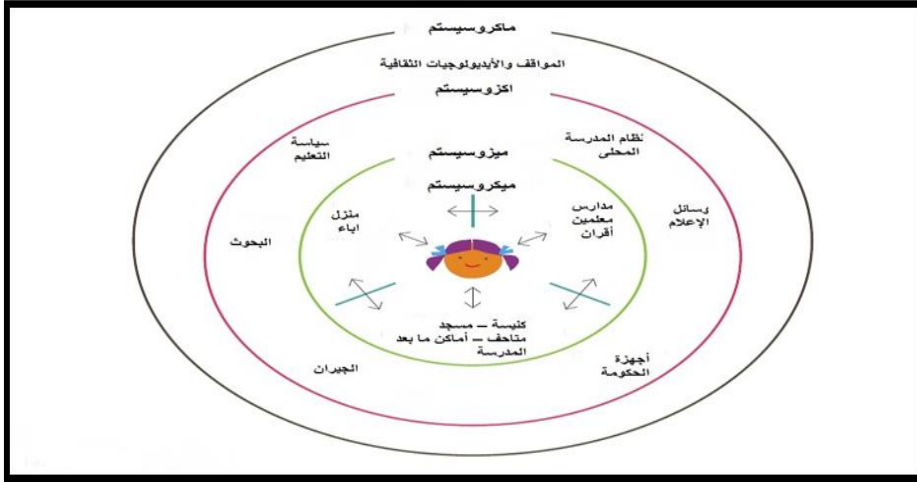 ماكروسيستم
المواقف والأيديولوجيات الثقافية
اكزوسيستم
نظام المدرسة
المحلى
سياسة
التعليم
ميزوسيستم
ميكروسيستم
مدارس
معلمين
أقران
منزل
اباء
وسائل
الإعلام
البحوث
كنيسة – مسجد
متاحف – أماكن ما بعد
المدرسة
أجهزة
الحكومة
الجيران